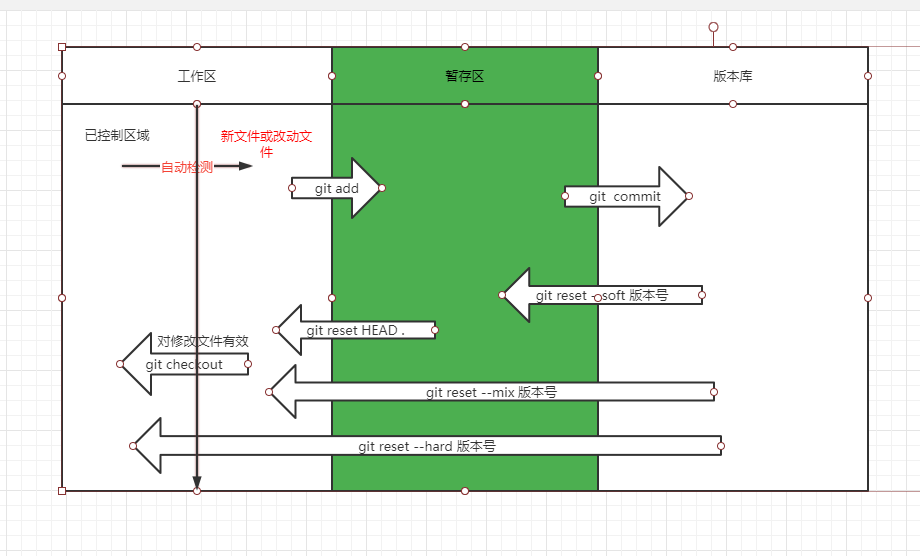 工作区
暂存区
版本库
已控制区域
新文件或改动文
件
自动检测
git add
git commit
git reset --soft 版本号
git reset HEAD .
对修改文件有效
git checkout
git reset --mix 版本号
git reset --hard 版本号